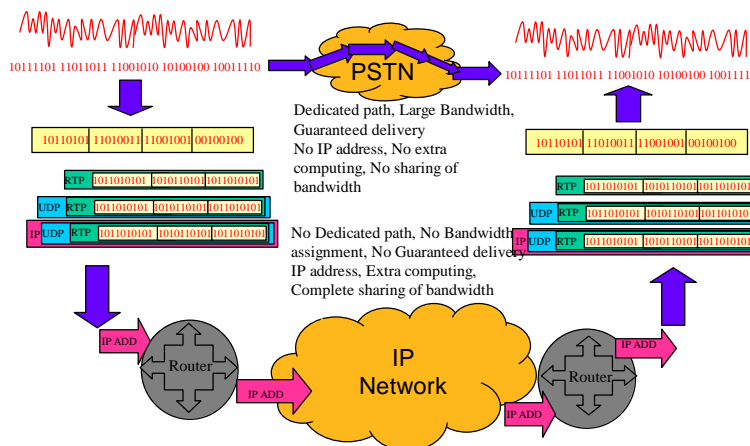 PSTN
10111101 11011011 11001010 10100100 10011110
10111101 11011011 11001010 10100100 1001111
Dedicated path, Large Bandwidth,
Guaranteed delivery
No IP address, No extra
computing, No sharing of
bandwidth
10110101 11010011 11001001 00100100
10110101 11010011 11001001 00100100
RTP 1011010101 1010110101 1011010101
UDP RTP 1011010101 1010110101 1011010101
IP UDP RTP 1011010101 1011010101 1011010101
RTP 1011010101 1010110101 1011010101
UDP RTP 1011010101 1010110101 1011010101
IP UDP RTP 1011010101 1011010101 1011010101
No Dedicated path, No Bandwidth
assignment, No Guaranteed delivery
IP address, Extra computing,
Complete sharing of bandwidth
IP ADD
Router
IP ADD
IP
Network
IP ADD
Router
IP ADD